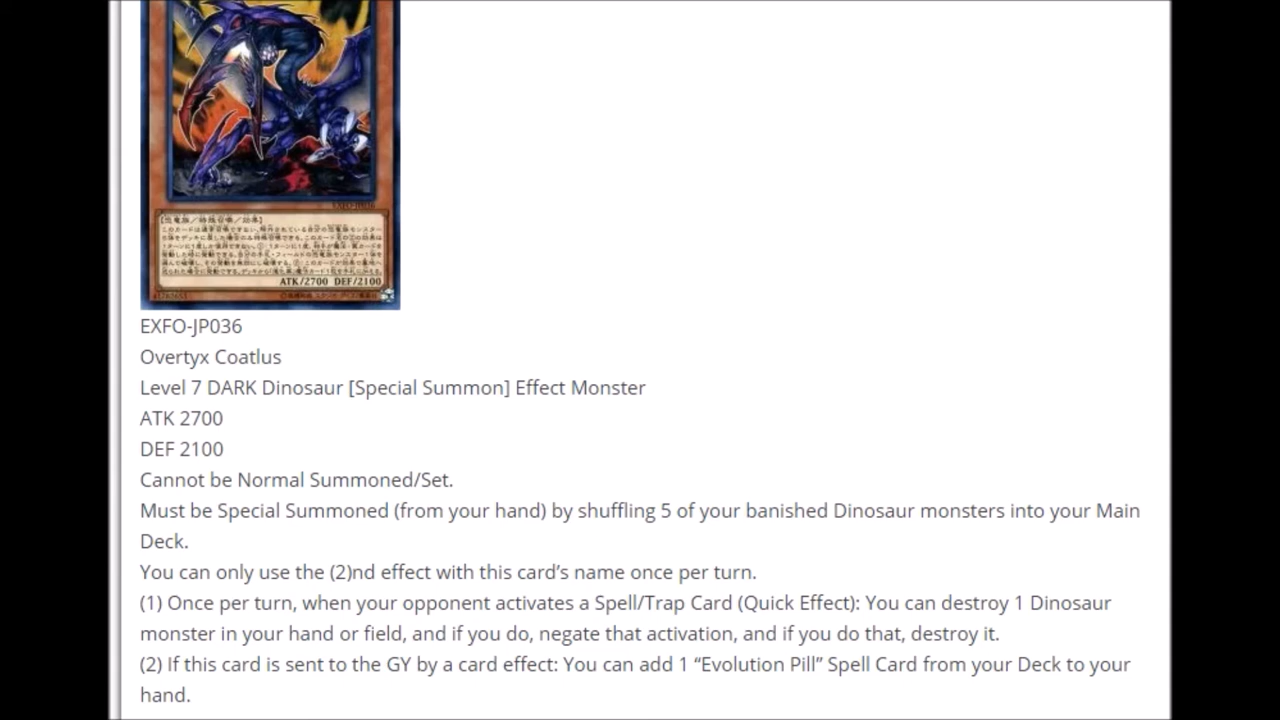 EXFO-JP036
ATK/2700 DEF/2100
EXFO-JP036
Overtyx Coatlus
Level 7 DARK Dinosaur [Special Summon] Effect Monster
ATK 2700
DEF 2100
Cannot be Normal Summoned/Set.
Must be Special Summoned (from your hand) by shuffling 5 of your banished Dinosaur monsters into your Main
Deck.
You can only use the (2)nd effect with this card’s name once per turn.
(1) Once per turn, when your opponent activates a Spell/Trap Card (Quick Effect): You can destroy 1 Dinosaur
monster in your hand or field, and if you do, negate that activation, and if you do that, destroy it.
(2) If this card is sent to the GY by a card effect: You can add 1 “Evolution Pill” Spell Card from your Deck to your
hand.